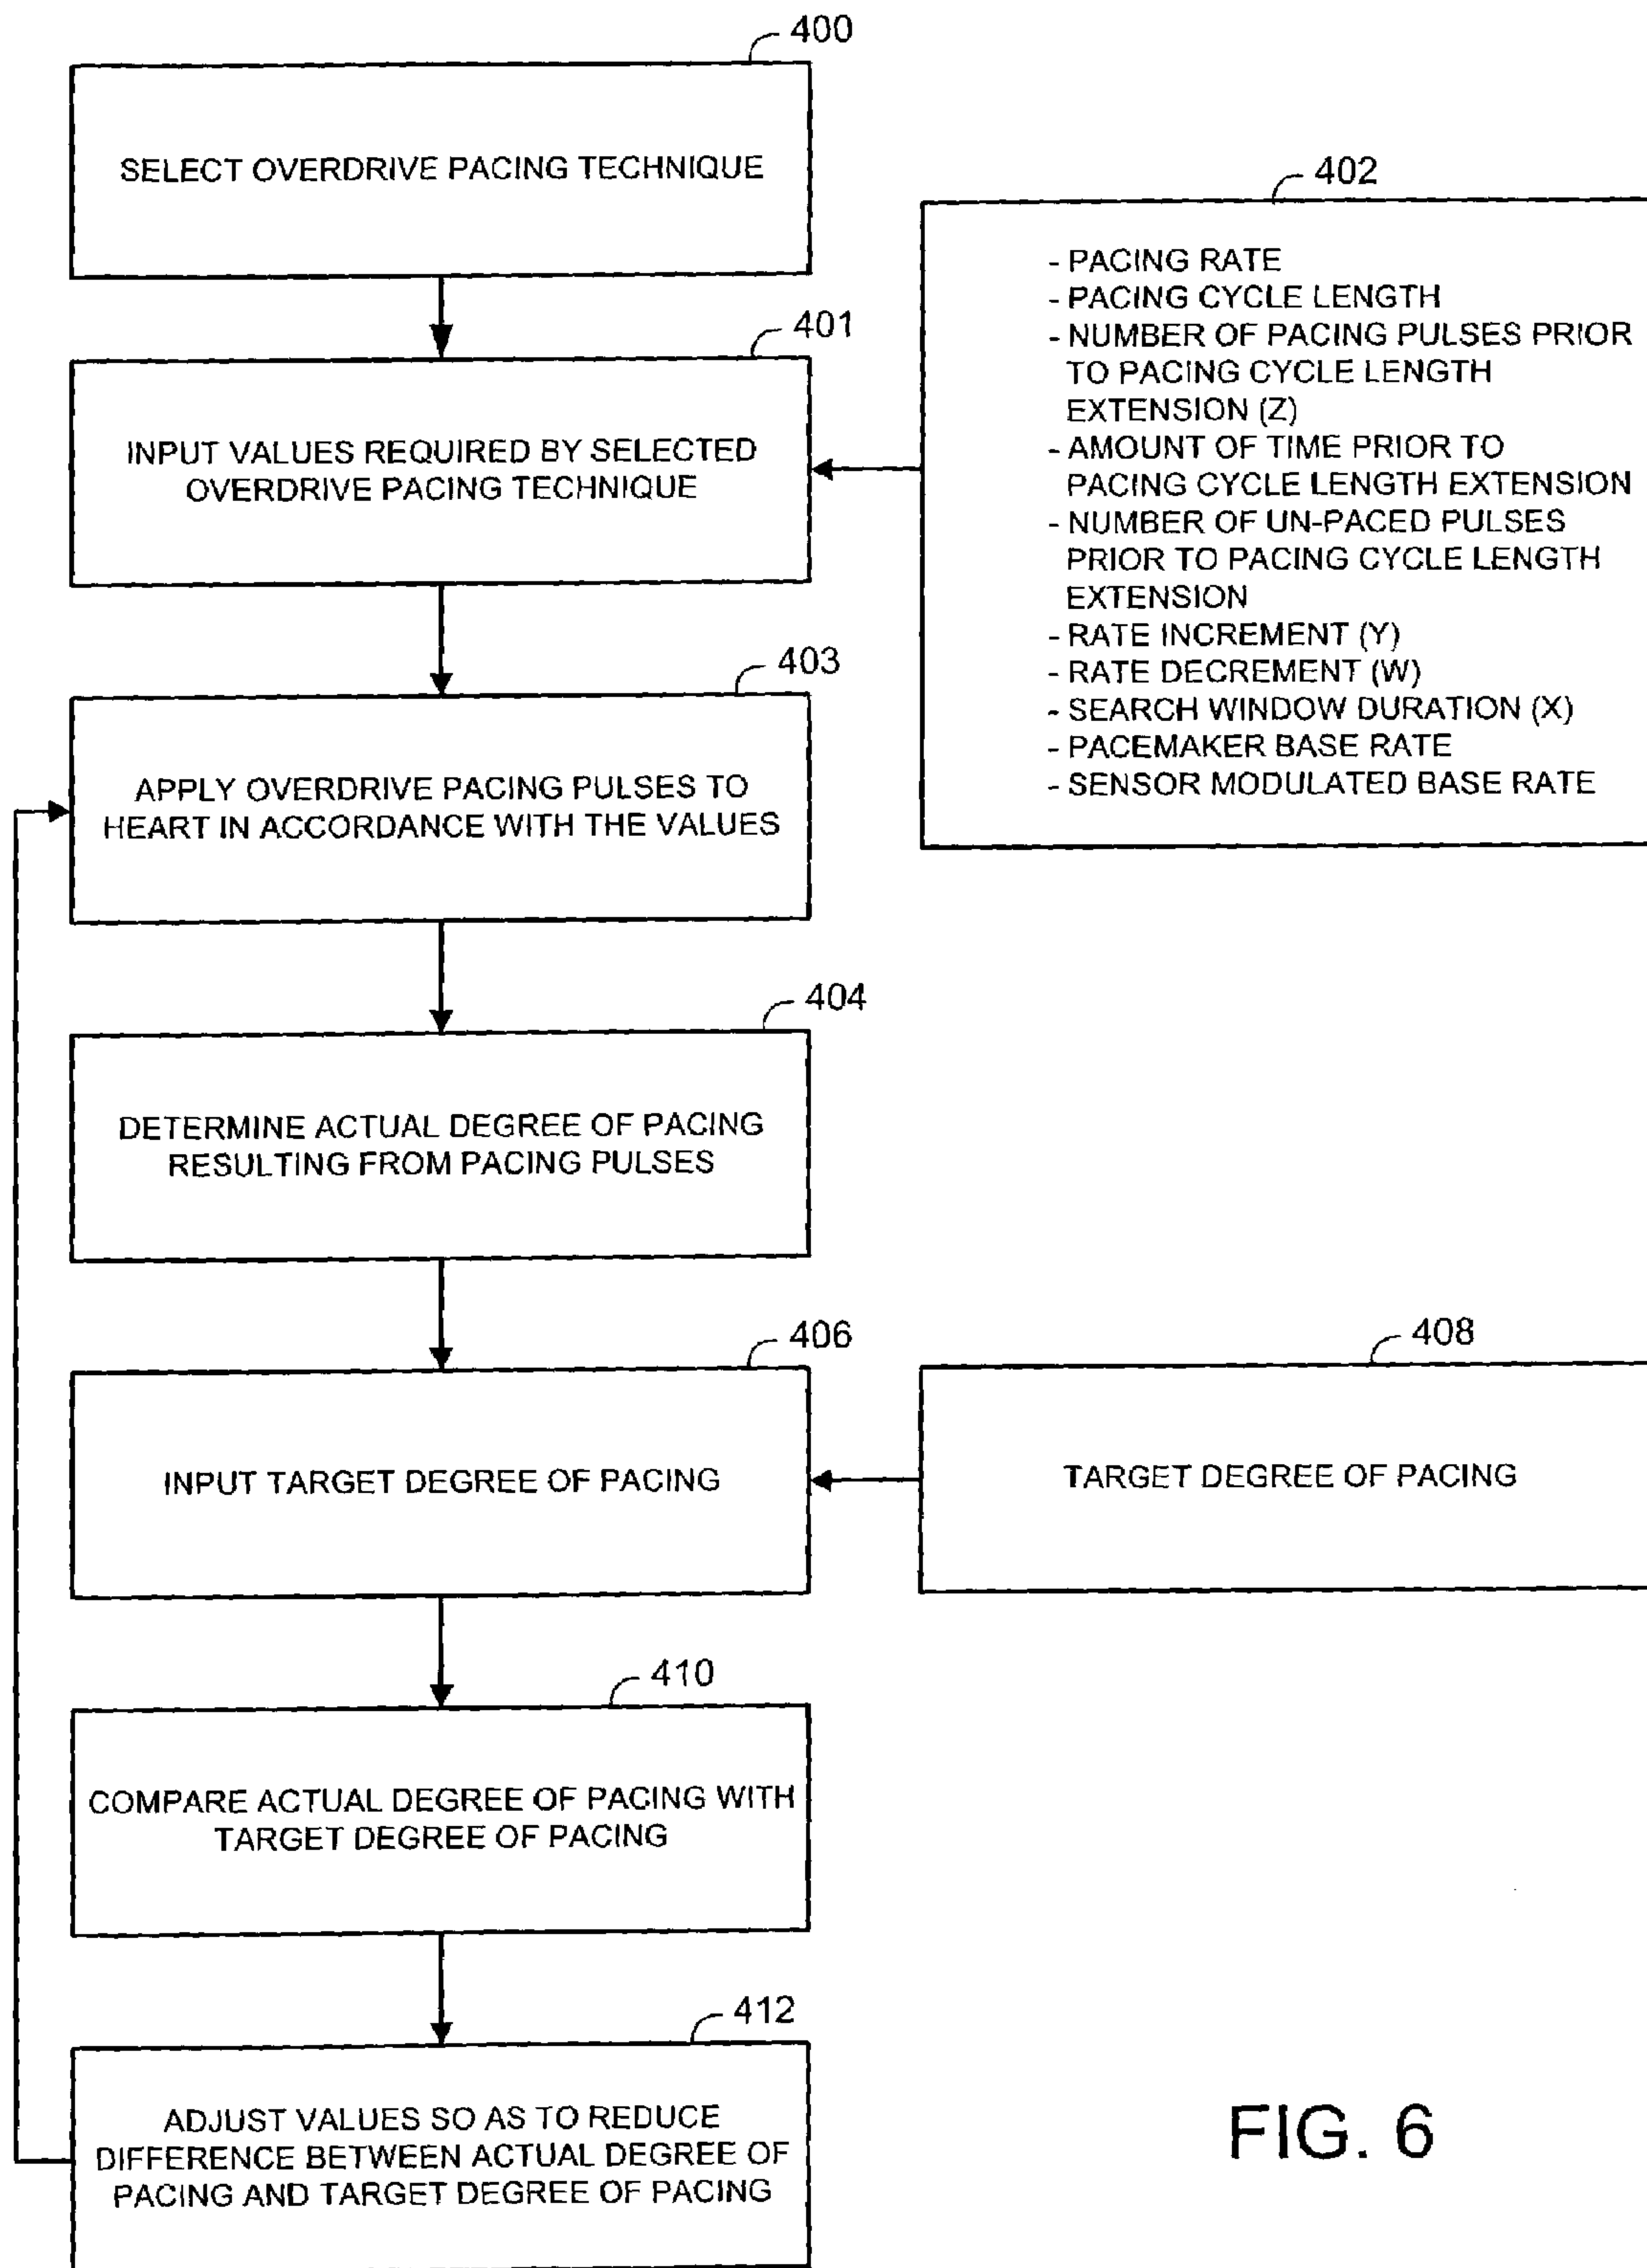 400
SELECT OVERDRIVE PACING TECHNIQUE
401
INPUT VALUES REQUIRED BY SELECTED
OVERDRIVE PACING TECHNIQUE
402
- PACING RATE
- PACING CYCLE LENGTH
- NUMBER OF PACING PULSES PRIOR
TO PACING CYCLE LENGTH
EXTENSION (Z)
- AMOUNT OF TIME PRIOR TO
PACING CYCLE LENGTH EXTENSION
- NUMBER OF UN-PACED PULSES
PRIOR TO PACING CYCLE LENGTH
EXTENSION
- RATE INCREMENT (Y)
- RATE DECREMENT (W)
- SEARCH WINDOW DURATION (X)
- PACEMAKER BASE RATE
- SENSOR MODULATED BASE RATE
403
APPLY OVERDRIVE PACING PULSES TO
HEART IN ACCORDANCE WITH THE VALUES
404
DETERMINE ACTUAL DEGREE OF PACING
RESULTING FROM PACING PULSES
406
INPUT TARGET DEGREE OF PACING
408
TARGET DEGREE OF PACING
410
COMPARE ACTUAL DEGREE OF PACING WITH
TARGET DEGREE OF PACING
412
ADJUST VALUES SO AS TO REDUCE
DIFFERENCE BETWEEN ACTUAL DEGREE OF
PACING AND TARGET DEGREE OF PACING
FIG. 6